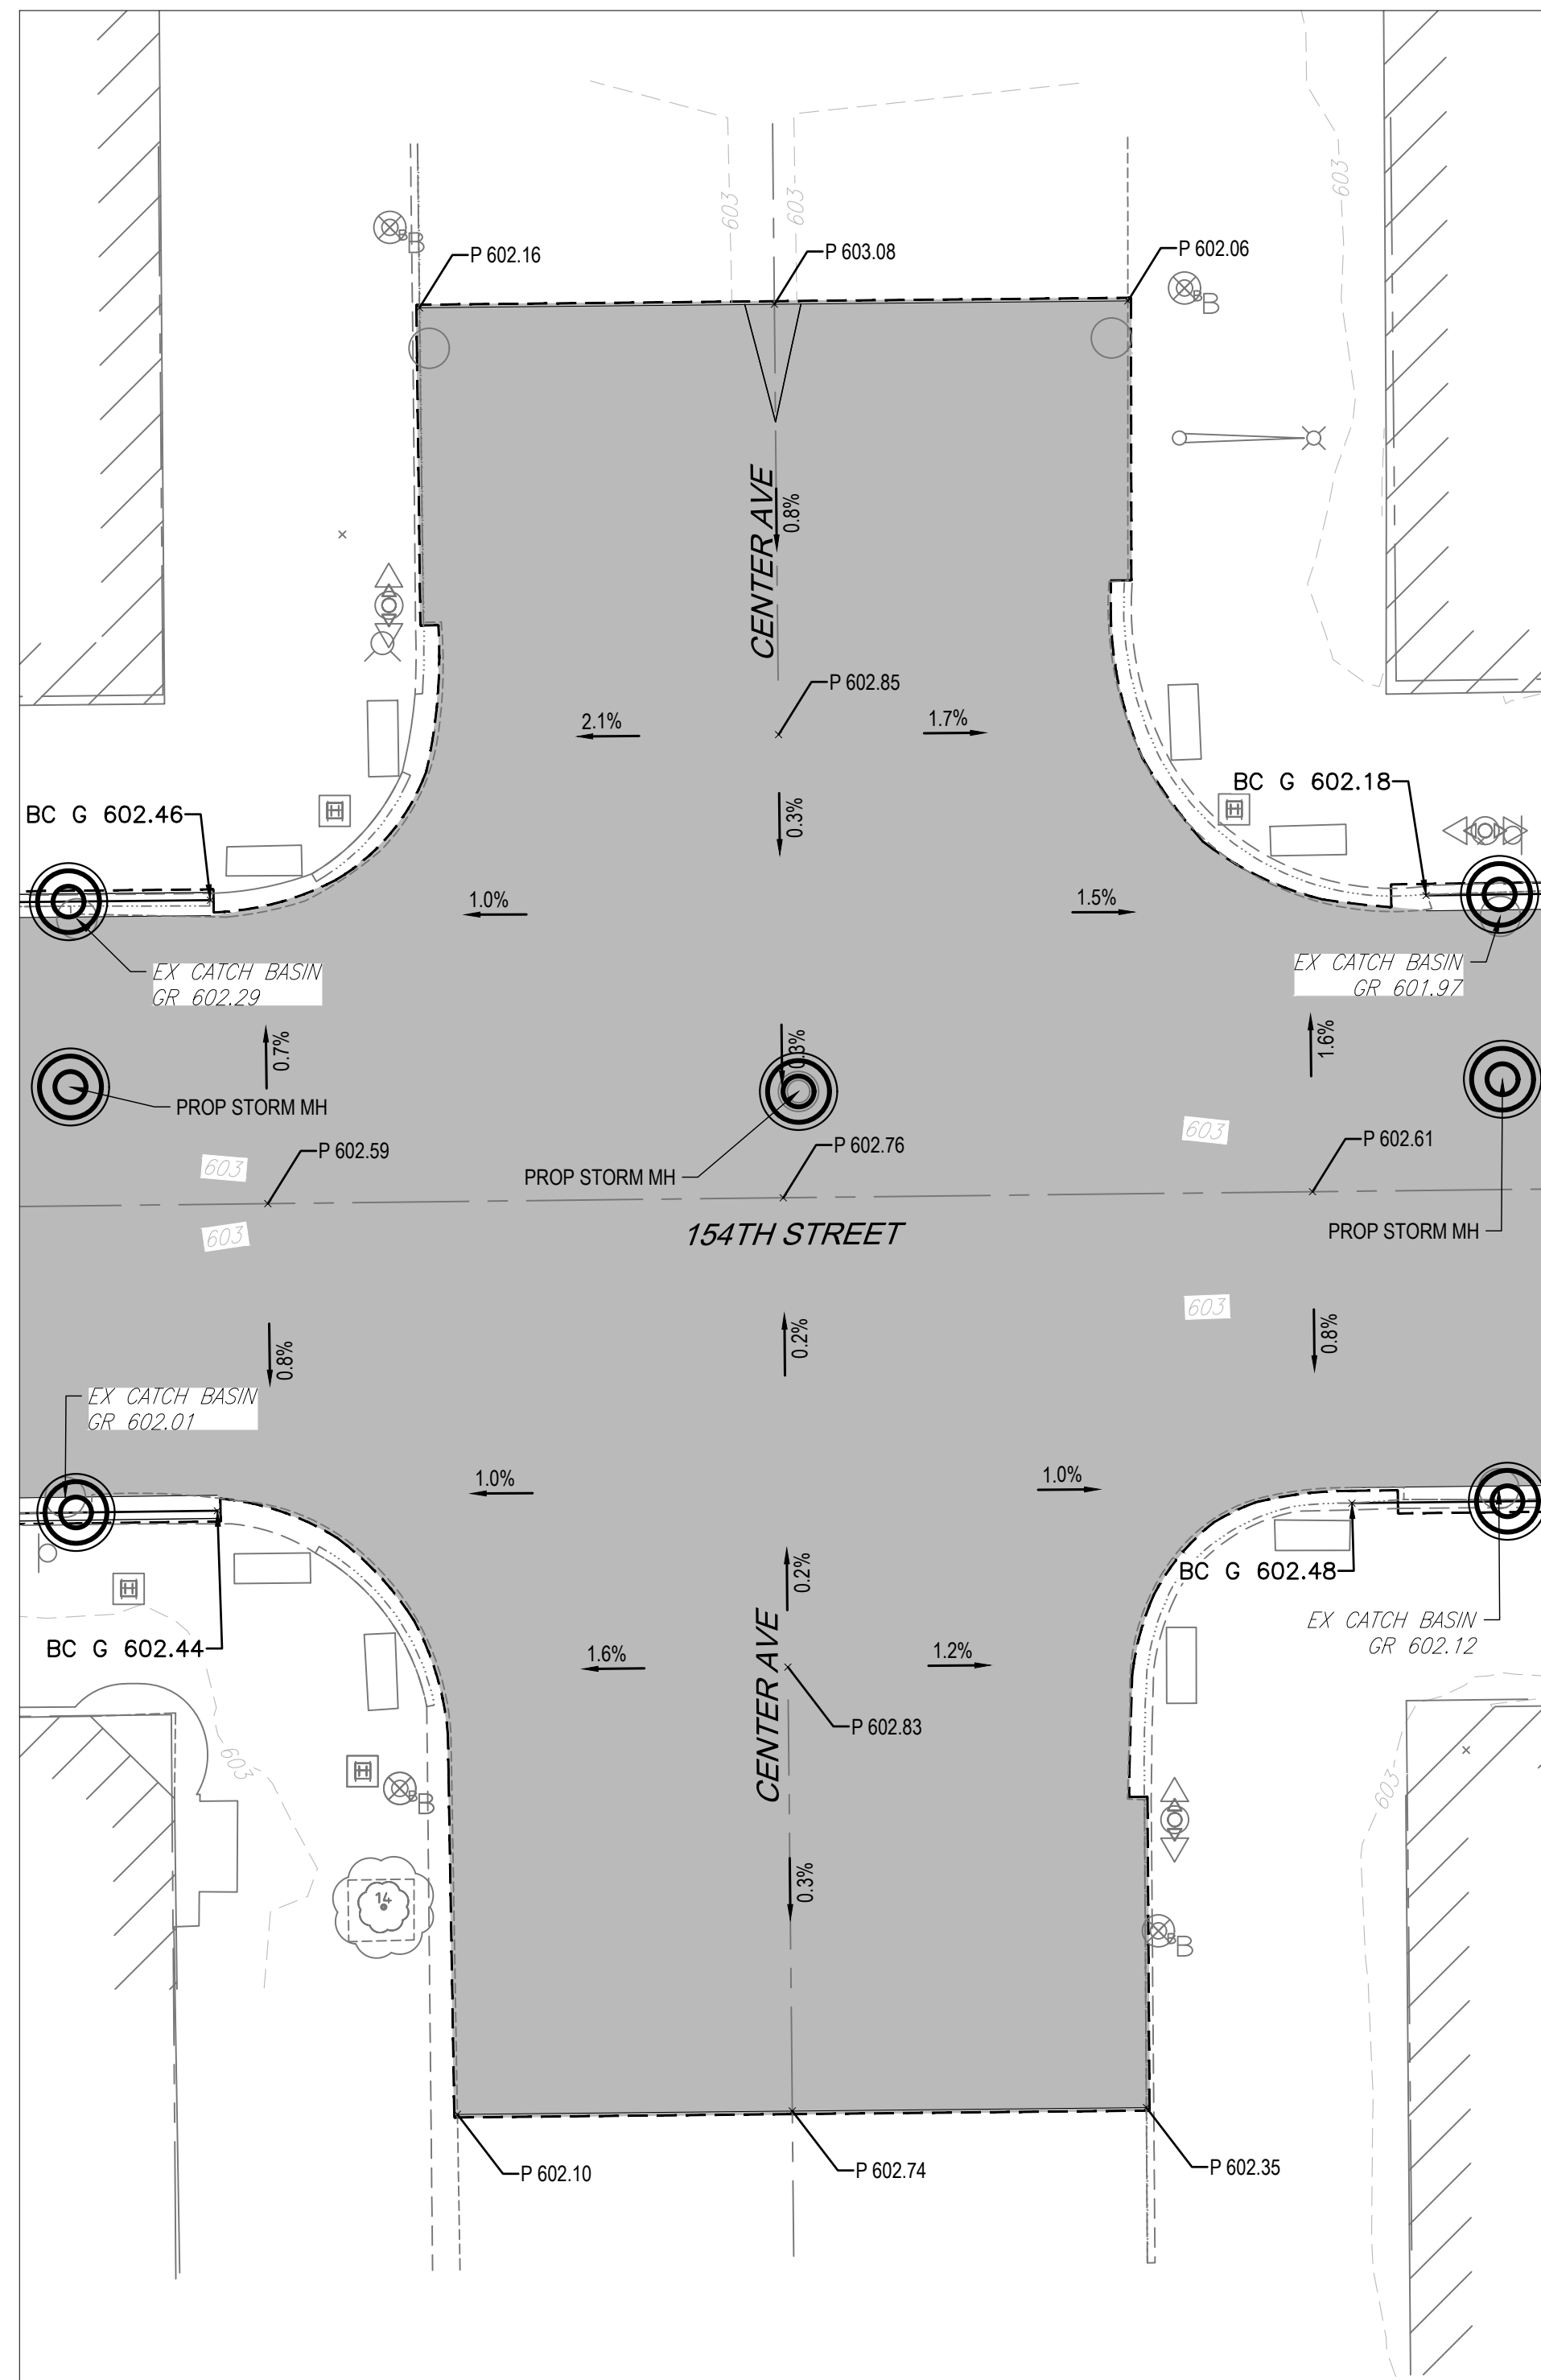 603
603
603
B
B
P 602.16
P 603.08
P 602.06
B
B
CENTER AVE
0.8%
P 602.85
2.1%
1.7%
0.3%
BC G 602.46
H
BC G 602.18
H
1.0%
1.5%
EX CATCH BASIN
GR 602.29
EX CATCH BASIN
GR 601.97
0.7%
0.3%
1.6%
PROP STORM MH
P 602.59
603
PROP STORM MH
P 602.76
603
P 602.61
603
154TH STREET
PROP STORM MH
603
0.8%
0.2%
0.8%
EX CATCH BASIN
GR 602.01
1.0%
1.0%
H
0.2%
BC G 602.48
BC G 602.44
EX CATCH BASIN
GR 602.12
1.6%
1.2%
CENTER AVE
P 602.83
603
H
B
B
603
0.3%
14
B
B
P 602.10
P 602.74
P 602.35